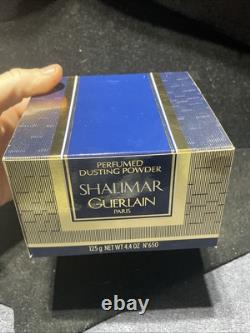 PERFUMED
DUSTING POWDER
SHALIMAR
GUERLAIN
PARIS
125 g NET WT 4,4 OZ N°650